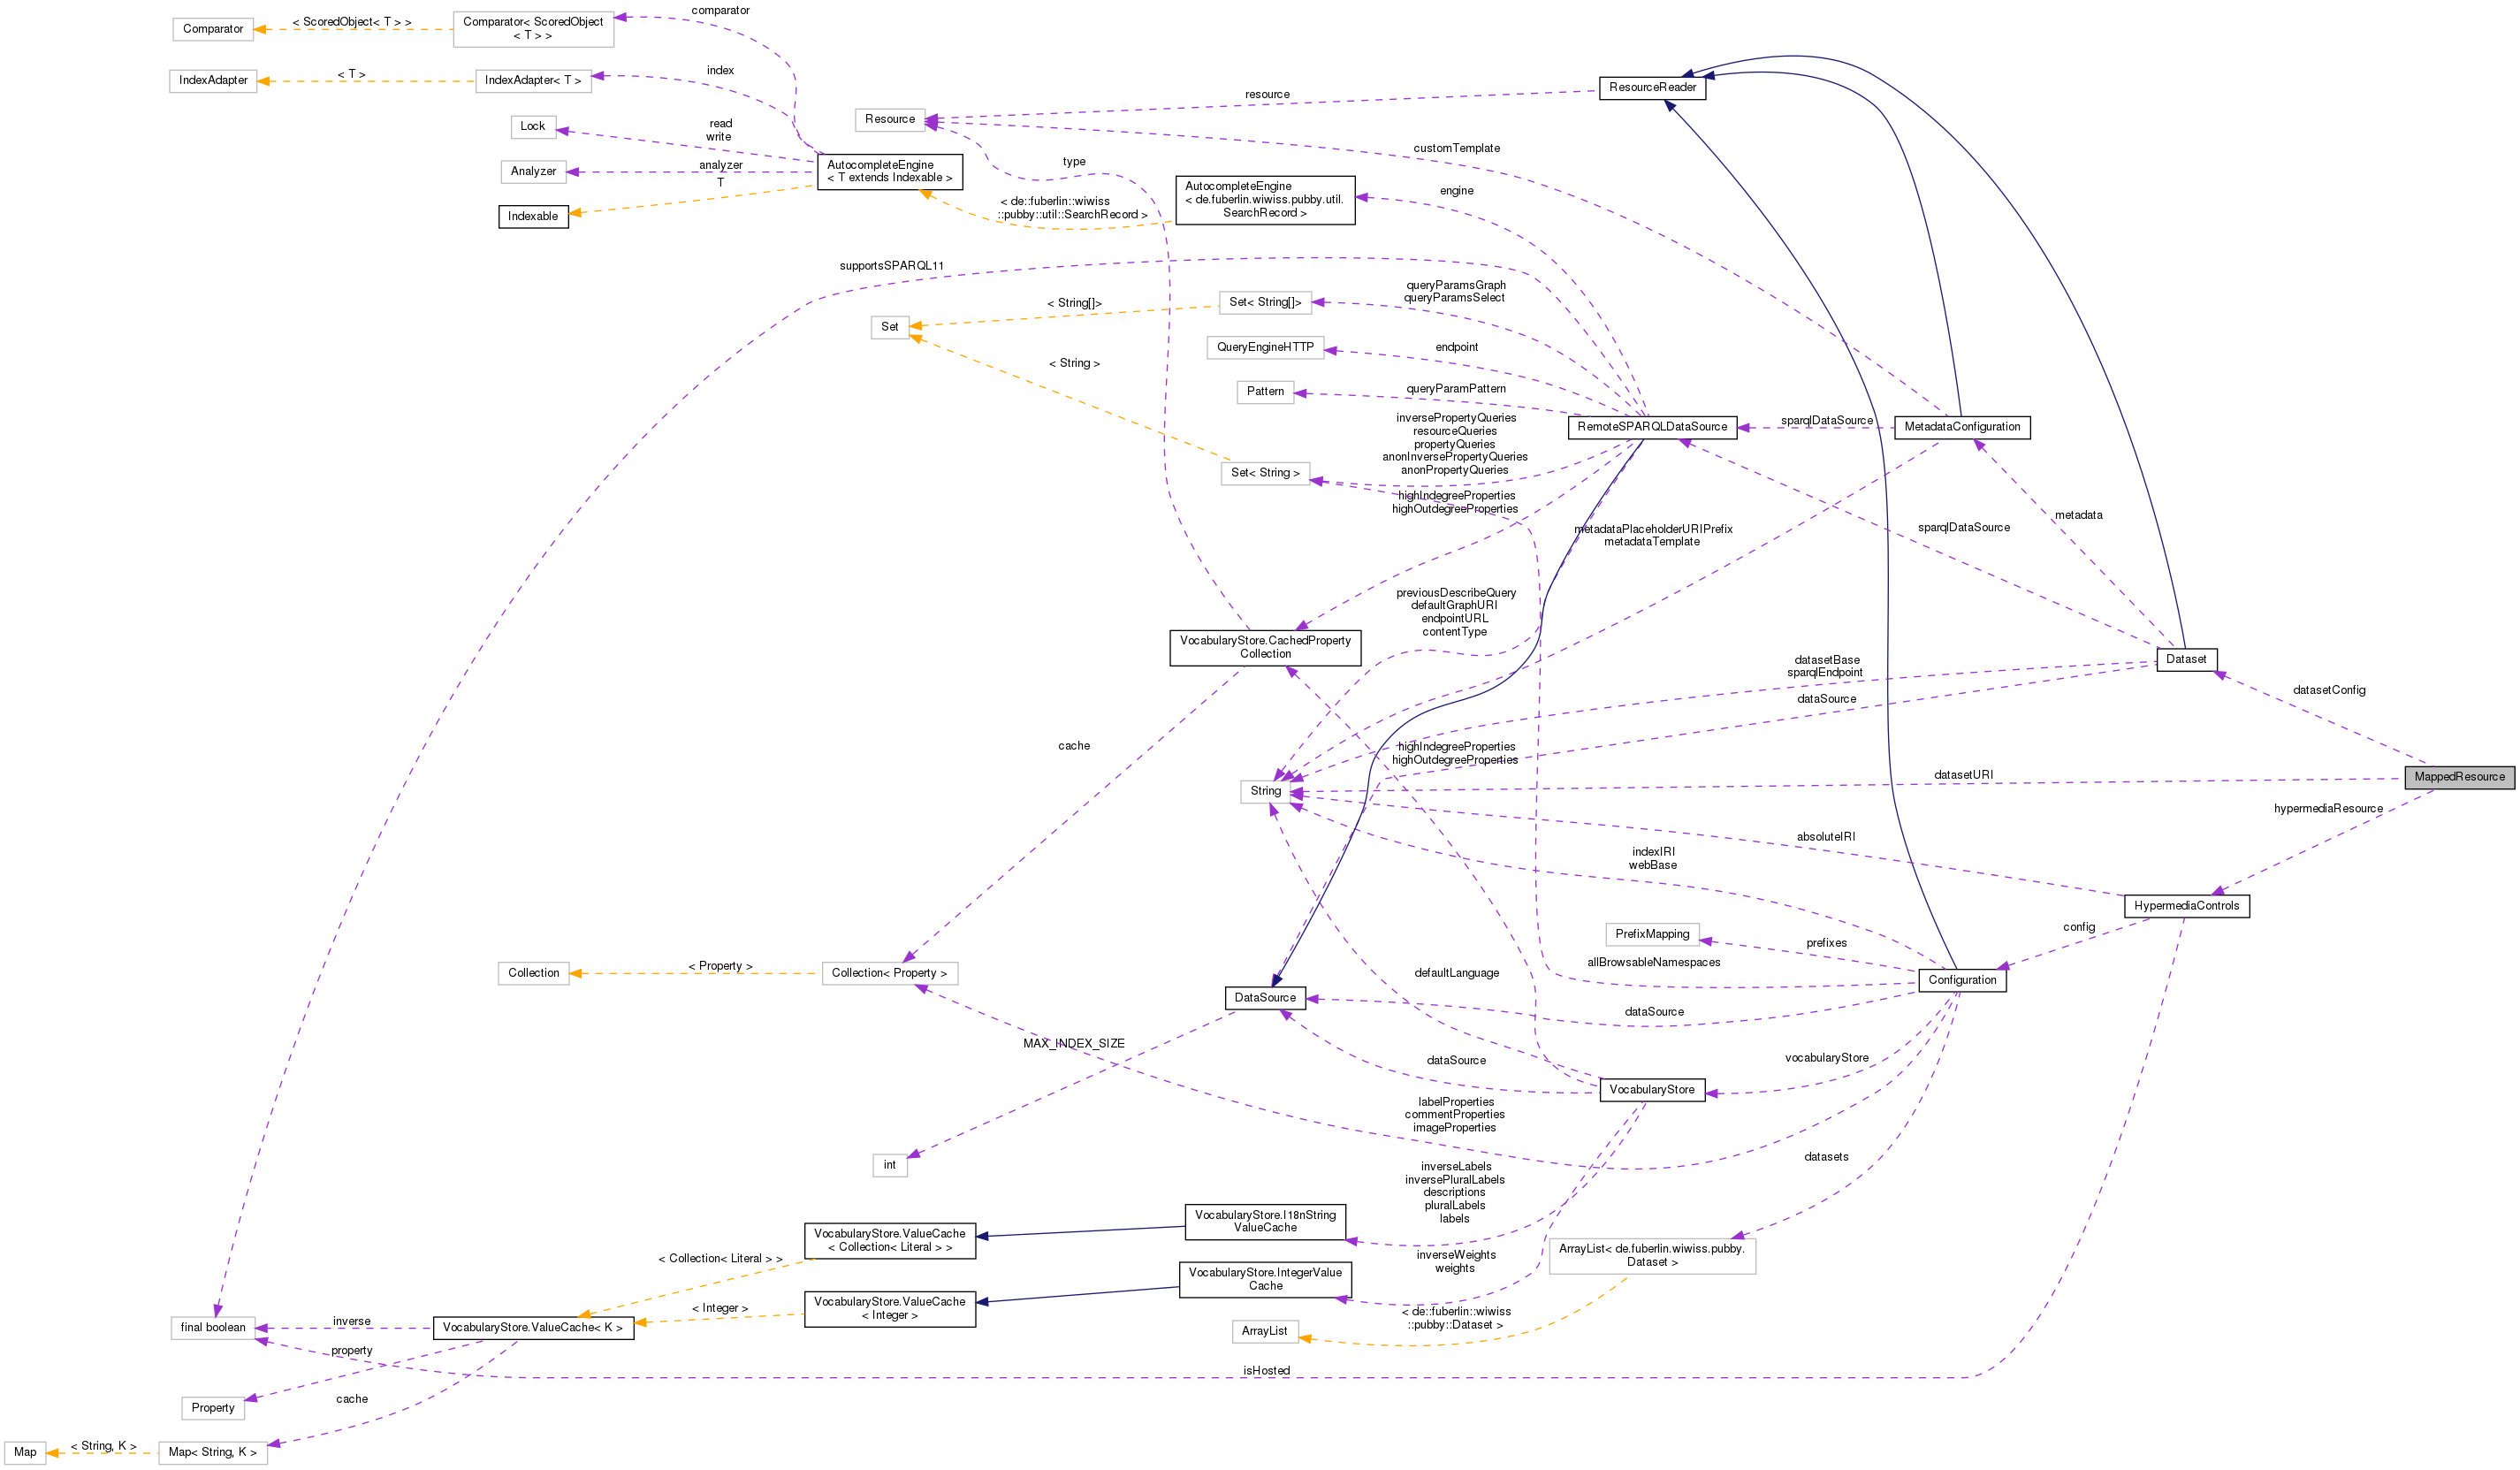 Comparator
< ScoredObject< T > >
Comparator< ScoredObject
< T > >
comparator
IndexAdapter
< T >
IndexAdapter< T >
index
Lock
read
write
Analyzer
analyzer
T
Indexable
AutocompleteEngine
< T extends Indexable >
Resource
resource
ResourceReader
customTemplate
type
engine
< de::fuberlin::wiwiss
::pubby::util::SearchRecord >
AutocompleteEngine
< de.fuberlin.wiwiss.pubby.util.
SearchRecord >
supportsSPARQL11
Set
< String[]>
Set< String[]>
queryParamsGraph
queryParamsSelect
< String >
QueryEngineHTTP
endpoint
Pattern
queryParamPattern
Set< String >
inversePropertyQueries
resourceQueries
propertyQueries
anonInversePropertyQueries
anonPropertyQueries
RemoteSPARQLDataSource
sparqlDataSource
MetadataConfiguration
highIndegreeProperties
highOutdegreeProperties
metadataPlaceholderURIPrefix
metadataTemplate
sparqlDataSource
metadata
previousDescribeQuery
defaultGraphURI
endpointURL
contentType
VocabularyStore.CachedProperty
Collection
Dataset
datasetBase
sparqlEndpoint
dataSource
datasetConfig
cache
highIndegreeProperties
highOutdegreeProperties
String
datasetURI
MappedResource
hypermediaResource
absoluteIRI
indexIRI
webBase
HypermediaControls
PrefixMapping
prefixes
config
allBrowsableNamespaces
Configuration
Collection
< Property >
Collection< Property >
defaultLanguage
DataSource
dataSource
MAX_INDEX_SIZE
dataSource
vocabularyStore
VocabularyStore
labelProperties
commentProperties
imageProperties
int
datasets
inverseLabels
inversePluralLabels
descriptions
pluralLabels
labels
VocabularyStore.I18nString
ValueCache
VocabularyStore.ValueCache
< Collection< Literal > >
< Collection< Literal > >
ArrayList< de.fuberlin.wiwiss.pubby.
Dataset >
inverseWeights
weights
VocabularyStore.IntegerValue
Cache
VocabularyStore.ValueCache
< Integer >
< Integer >
< de::fuberlin::wiwiss
::pubby::Dataset >
ArrayList
final boolean
inverse
VocabularyStore.ValueCache< K >
property
isHosted
Property
cache
Map
< String, K >
Map< String, K >